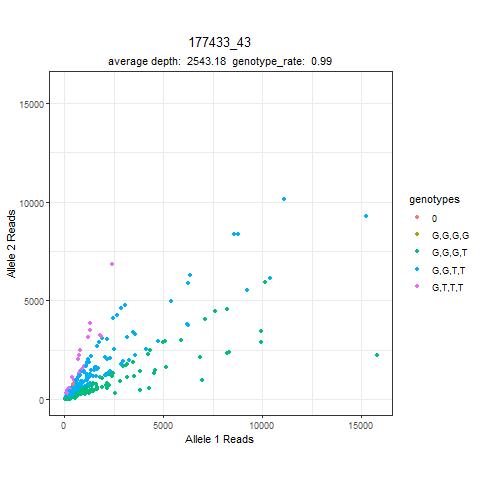 177433_43
average depth:  2543.18  genotype_rate:  0.99
Allele 2 Reads
15000
10000
5000
0
0
5000
10000
15000
Allele 1 Reads
genotypes
0
G,G,G,G
G,G,G,T
G,G,T,T
G,T,T,T